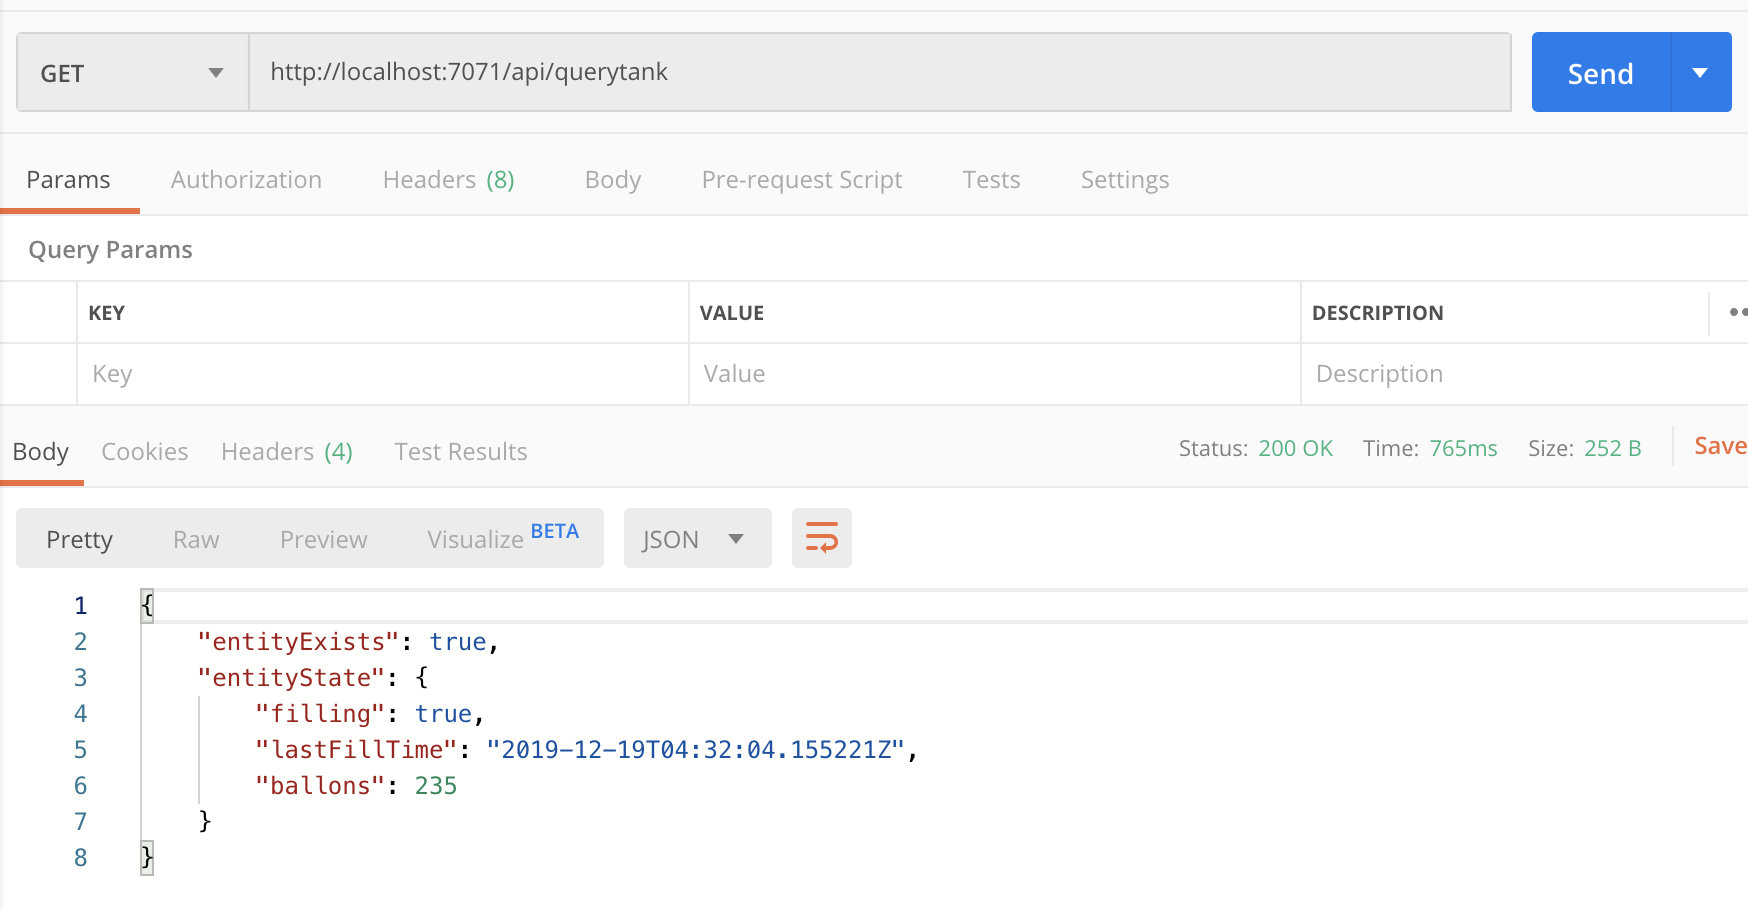 GET http://localhost:7071/api/querytank Send
Params Authorization Headers (8) Body Pre-request Script Tests Settings
Query Params
KEY VALUE DESCRIPTION
Key Value Description
Body Cookies Headers (4) Test Results Status: 200 OK Time: 765ms Size: 252 B Save
Pretty Raw Preview Visualize BETA JSON
1 {
2 "entityExists": true,
3 "entityState": {
4 "filling": true,
5 "lastFillTime": "2019-12-19T04:32:04.155221Z",
6 "ballons": 235
7 }
8 }